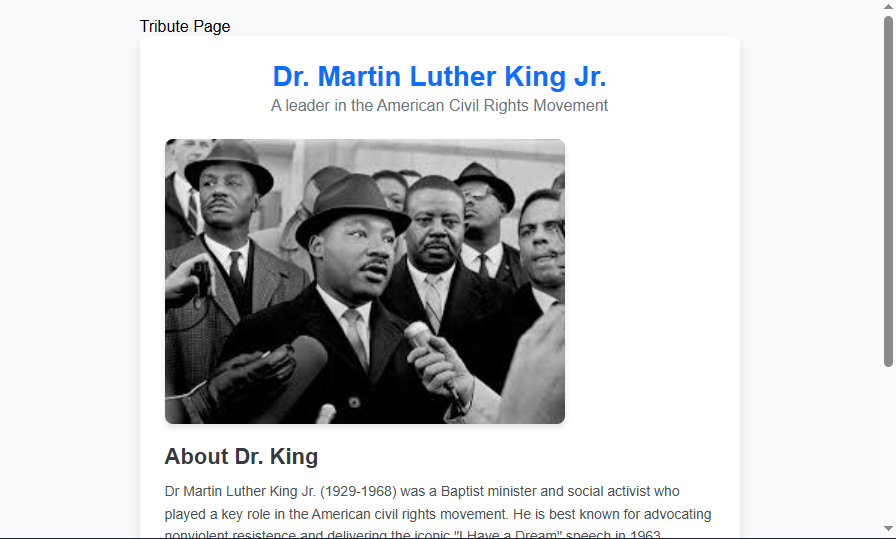 Tribute Page
Dr. Martin Luther King Jr.
A leader in the American Civil Rights Movement
About Dr. King
Dr Martin Luther King Jr. (1929-1968) was a Baptist minister and social activist who
played a key role in the American civil rights movement. He is best known for advocating
nonviolent resistence and delivering the iconic "I Have a Dream" speech in 1963.